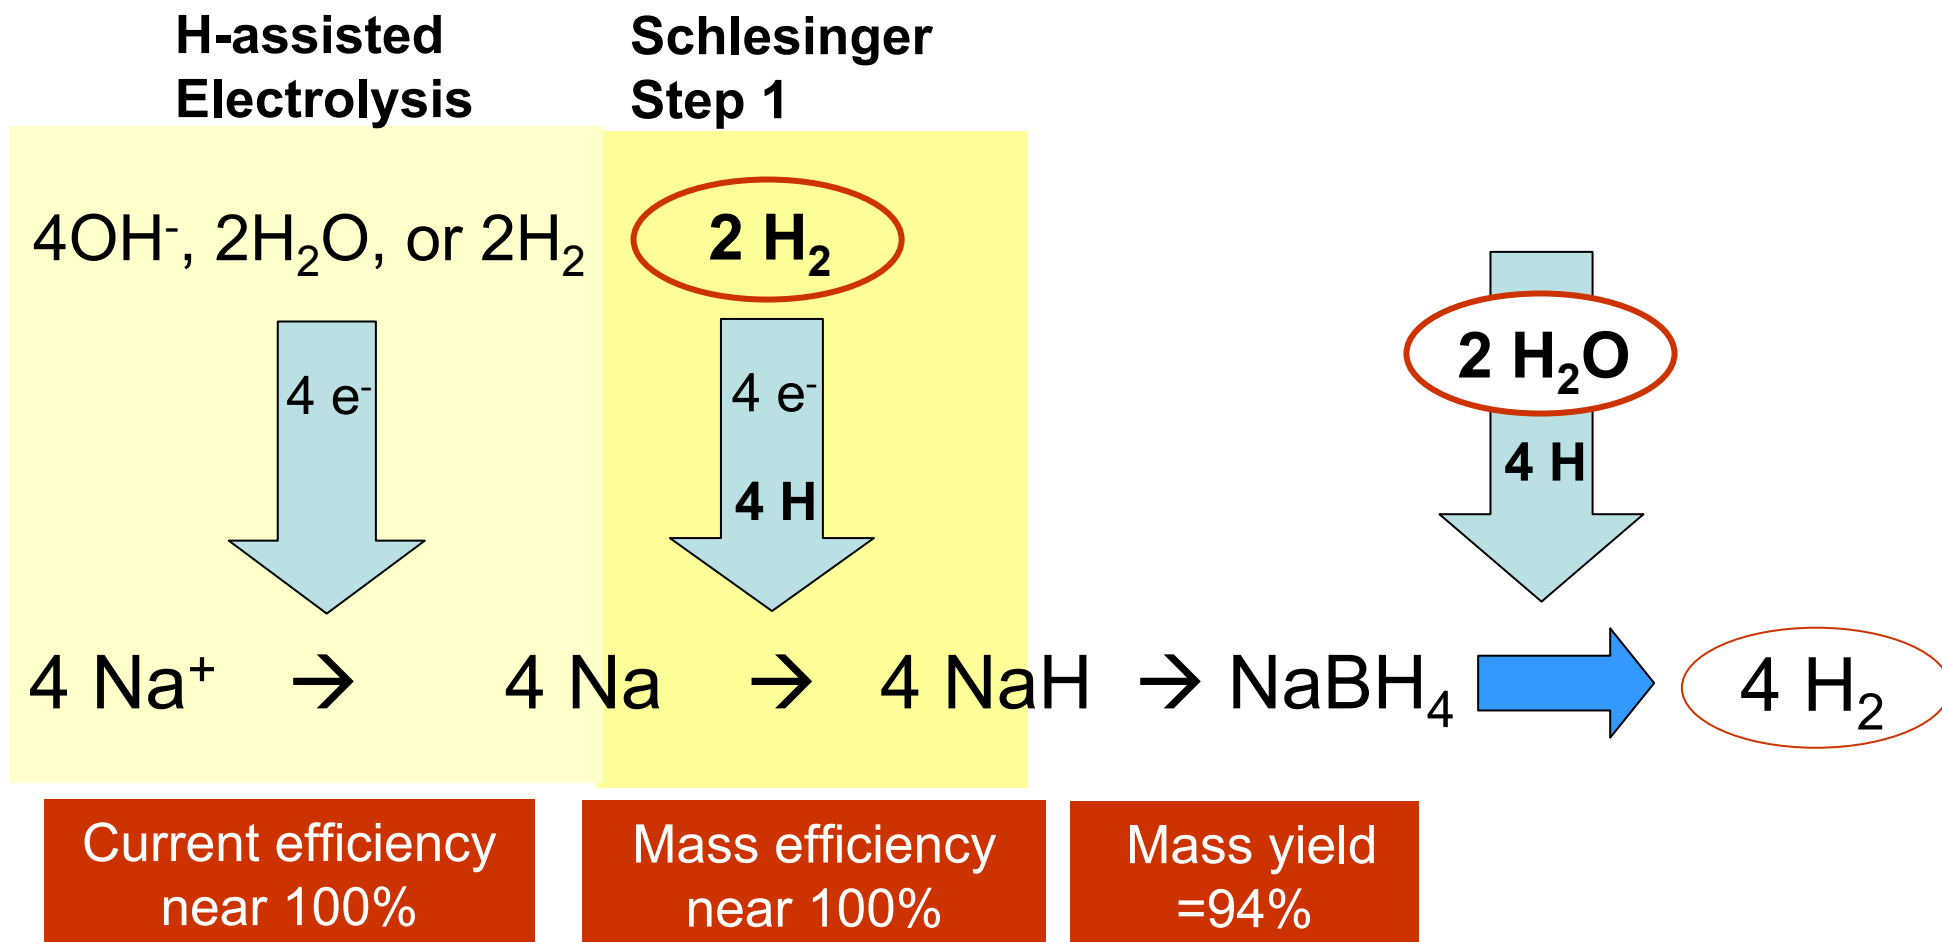 H-assisted
Electrolysis
Schlesinger
Step 1
4OH⁻, 2H₂O, or 2H₂
2 H₂
2 H₂O
4 e⁻
4 e⁻
4 H
4 H
4 Na⁺ → 4 Na → 4 NaH → NaBH₄ 4 H₂
Current efficiency
near 100%
Mass efficiency
near 100%
Mass yield
=94%